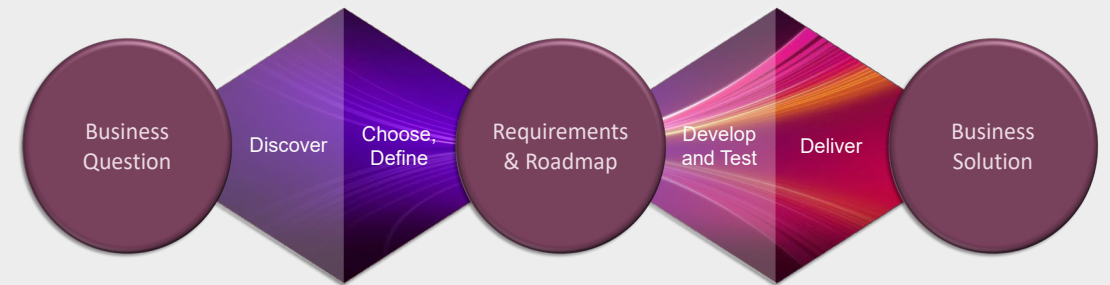 Business
Question
Discover
Choose,
Define
Requirements
& Roadmap
Develop
and Test
Deliver
Business
Solution